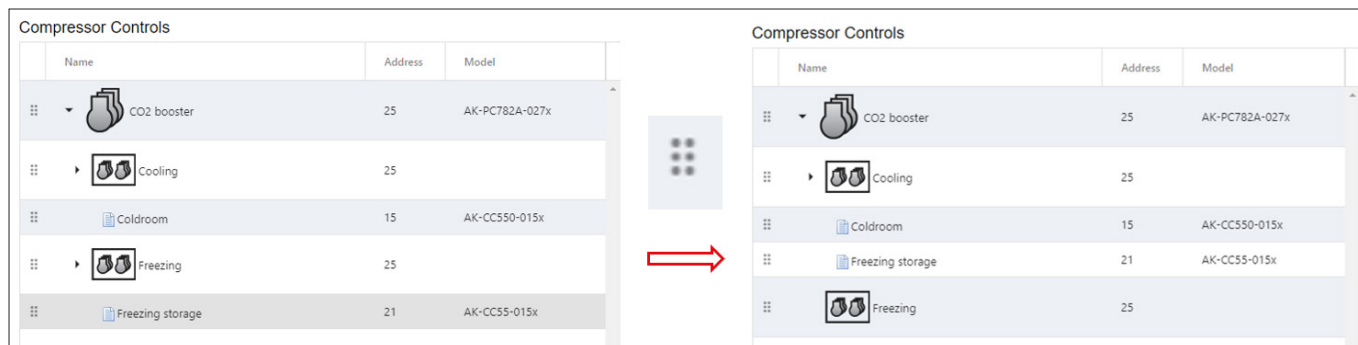 Compressor Controls
Name Address Model
CO2 booster 25 AK-PC782A-027x
Cooling 25
Coldroom 15 AK-CC550-015x
Freezing 25
Freezing storage 21 AK-CC55-015x
Compressor Controls
Name Address Model
CO2 booster 25 AK-PC782A-027x
Cooling 25
Coldroom 15 AK-CC550-015x
Freezing storage 21 AK-CC55-015x
Freezing 25